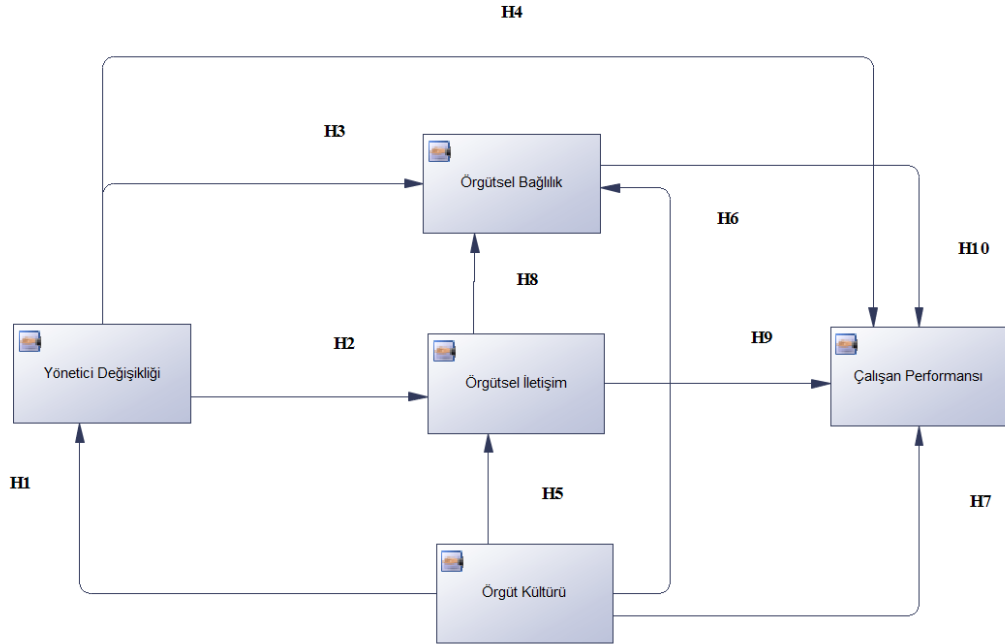 H4
H3
Örgütsel Bağlılık
H6
H10
H8
H2
H9
Yönetici Değişikliği
Örgütsel İletişim
Çalışan Performansı
H1
H5
H7
Örgüt Kültürü